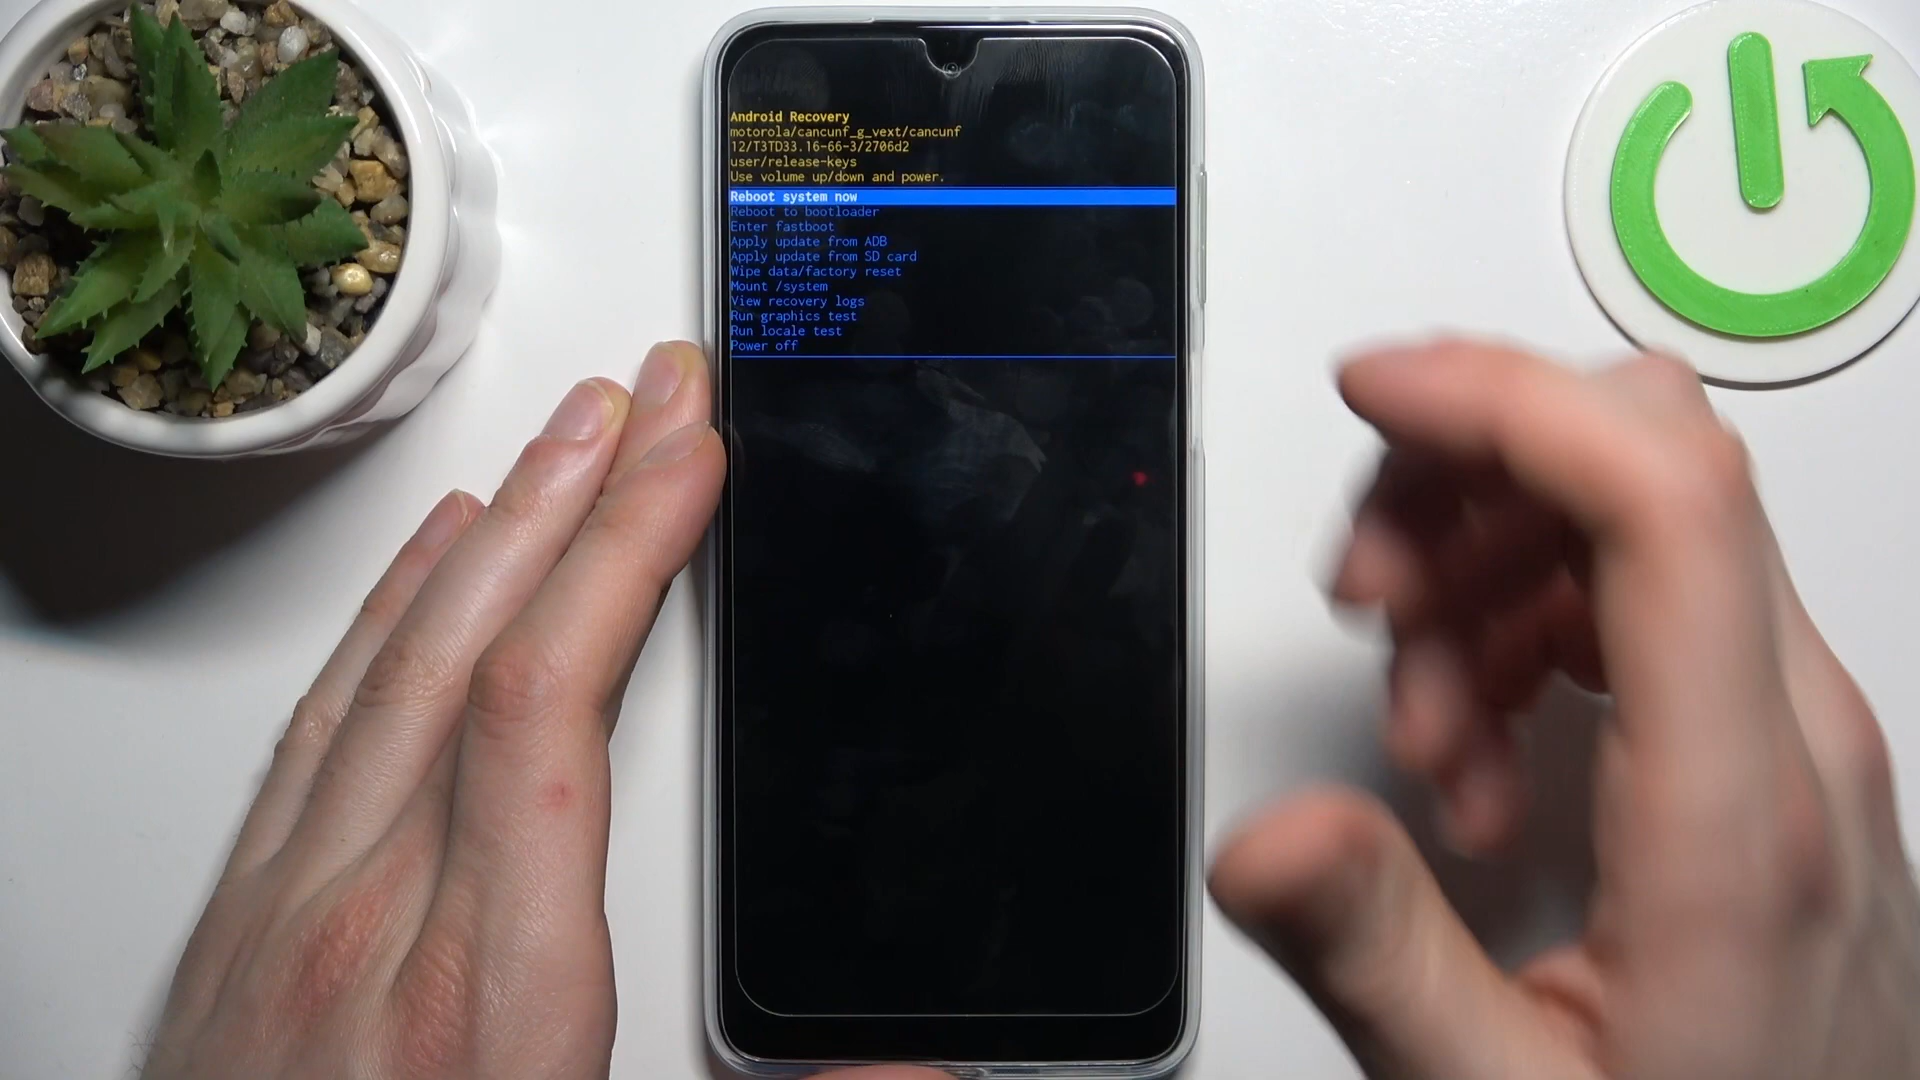 Android Recovery
motorola/cancunf_g_vext/cancunf
12/T3TD33.16-66-3/2706d2
user/release-keys
Use volume up/down and power.
Reboot system now
Reboot to bootloader
Enter fastboot
Apply update from ADB
Apply update from SD card
Wipe data/factory reset
Mount /system
View recovery logs
Run graphics test
Run locale test
Power off